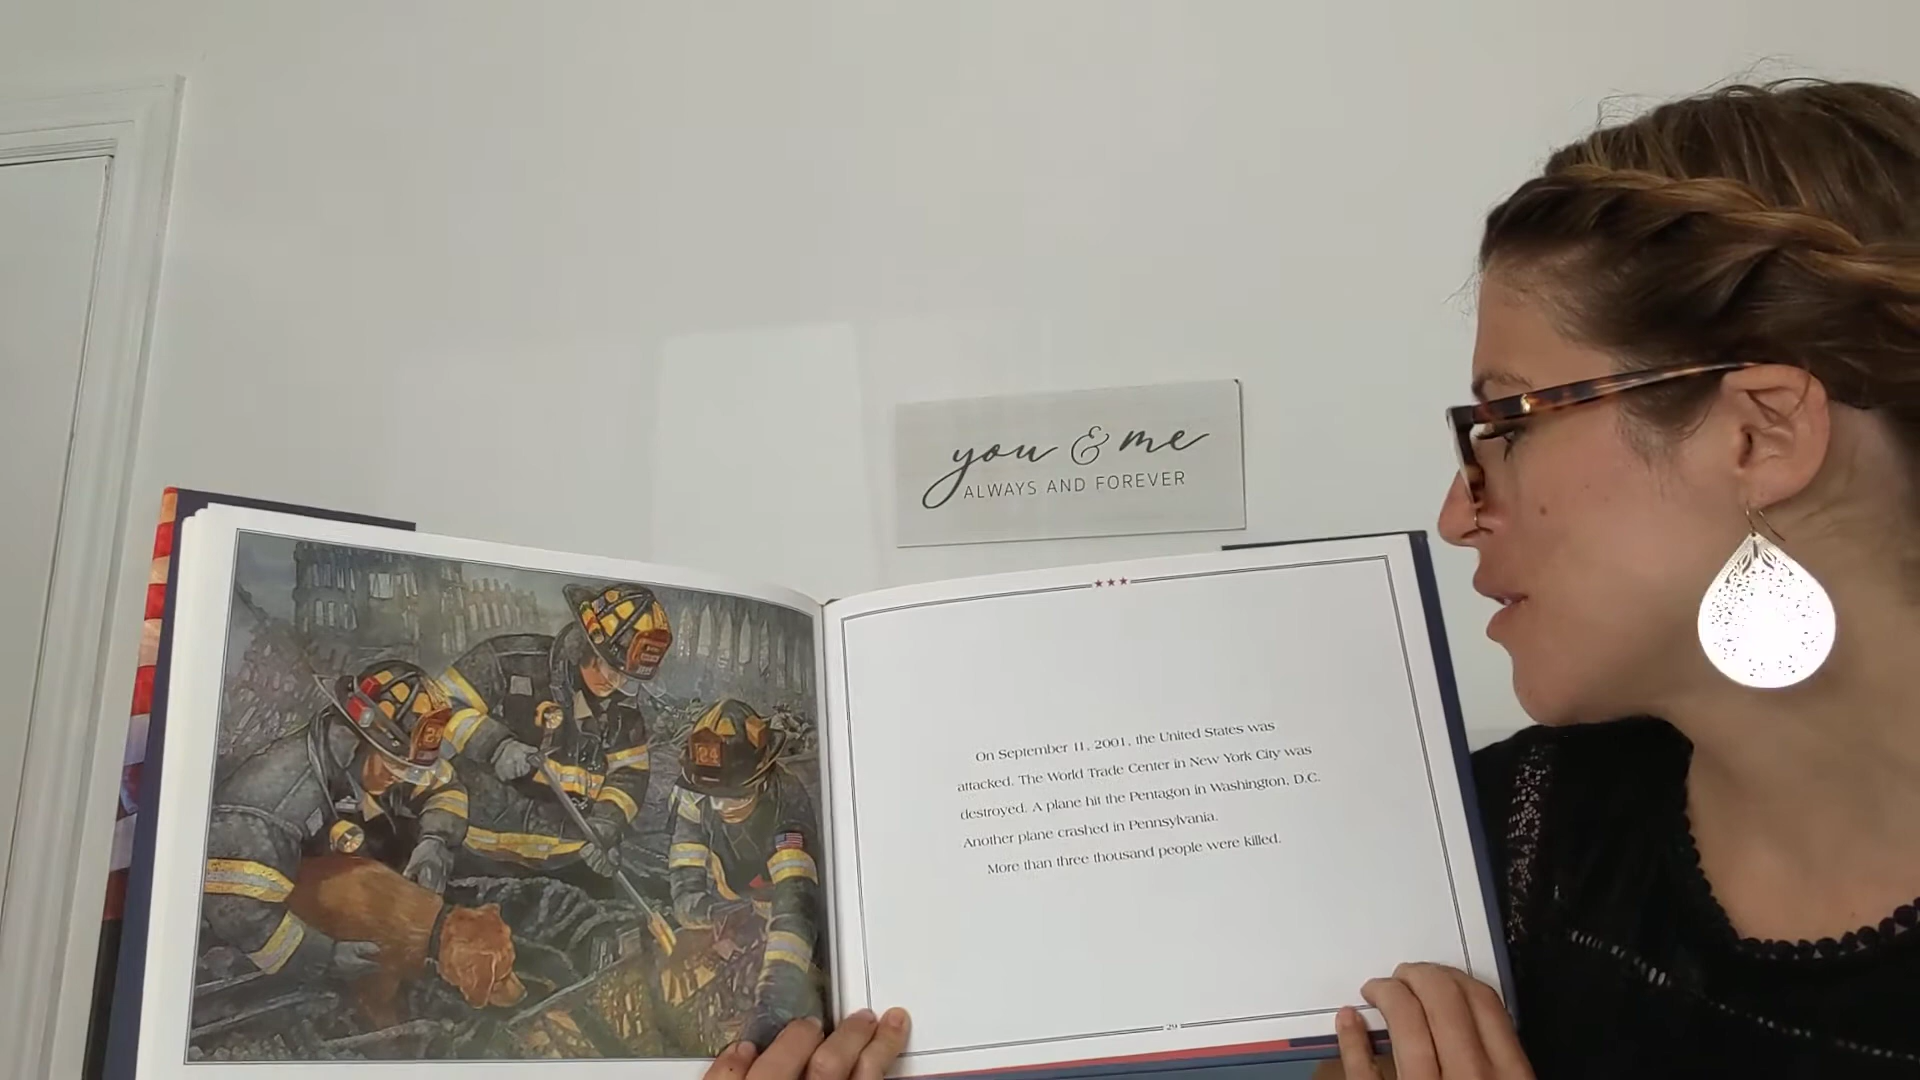 you & me
ALWAYS AND FOREVER
On September 11, 2001, the United States was
attacked. The World Trade Center in New York City was
destroyed. A plane hit the Pentagon in Washington, D.C.
Another plane crashed in Pennsylvania.
More than three thousand people were killed.
29